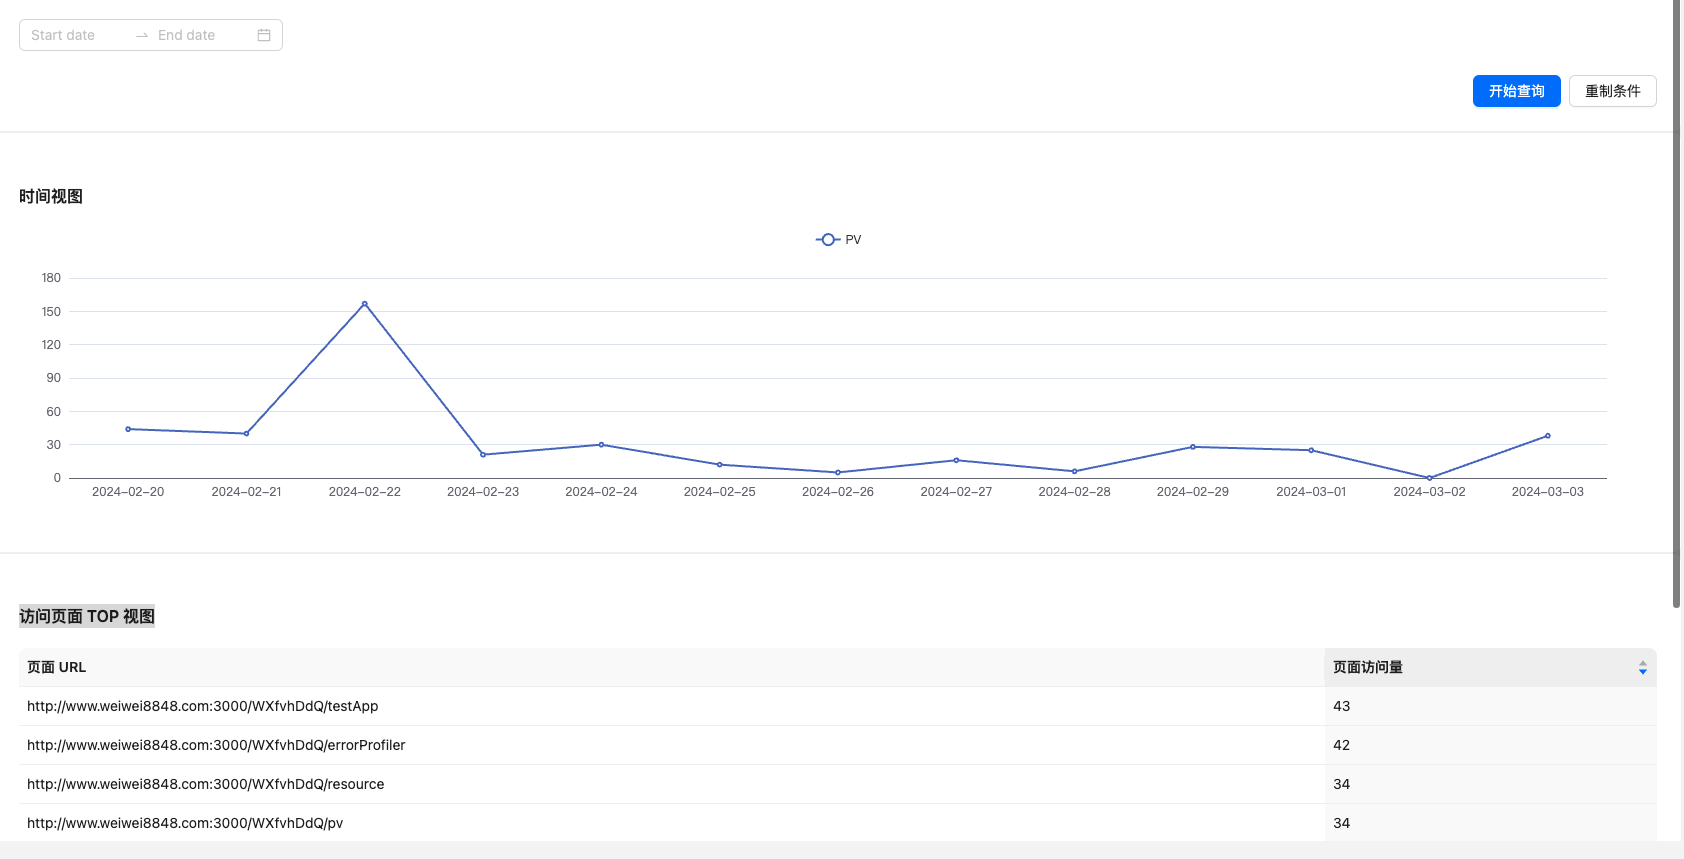 Start date → End date
开始查询 重制条件
时间视图
PV
180
150
120
90
60
30
0
2024-02-20 2024-02-21 2024-02-22 2024-02-23 2024-02-24 2024-02-25 2024-02-26 2024-02-27 2024-02-28 2024-02-29 2024-03-01 2024-03-02 2024-03-03
访问页面 TOP 视图
页面 URL 页面访问量
http://www.weiwei8848.com:3000/WXfvhDdQ/testApp 43
http://www.weiwei8848.com:3000/WXfvhDdQ/errorProfiler 42
http://www.weiwei8848.com:3000/WXfvhDdQ/resource 34
http://www.weiwei8848.com:3000/WXfvhDdQ/pv 34